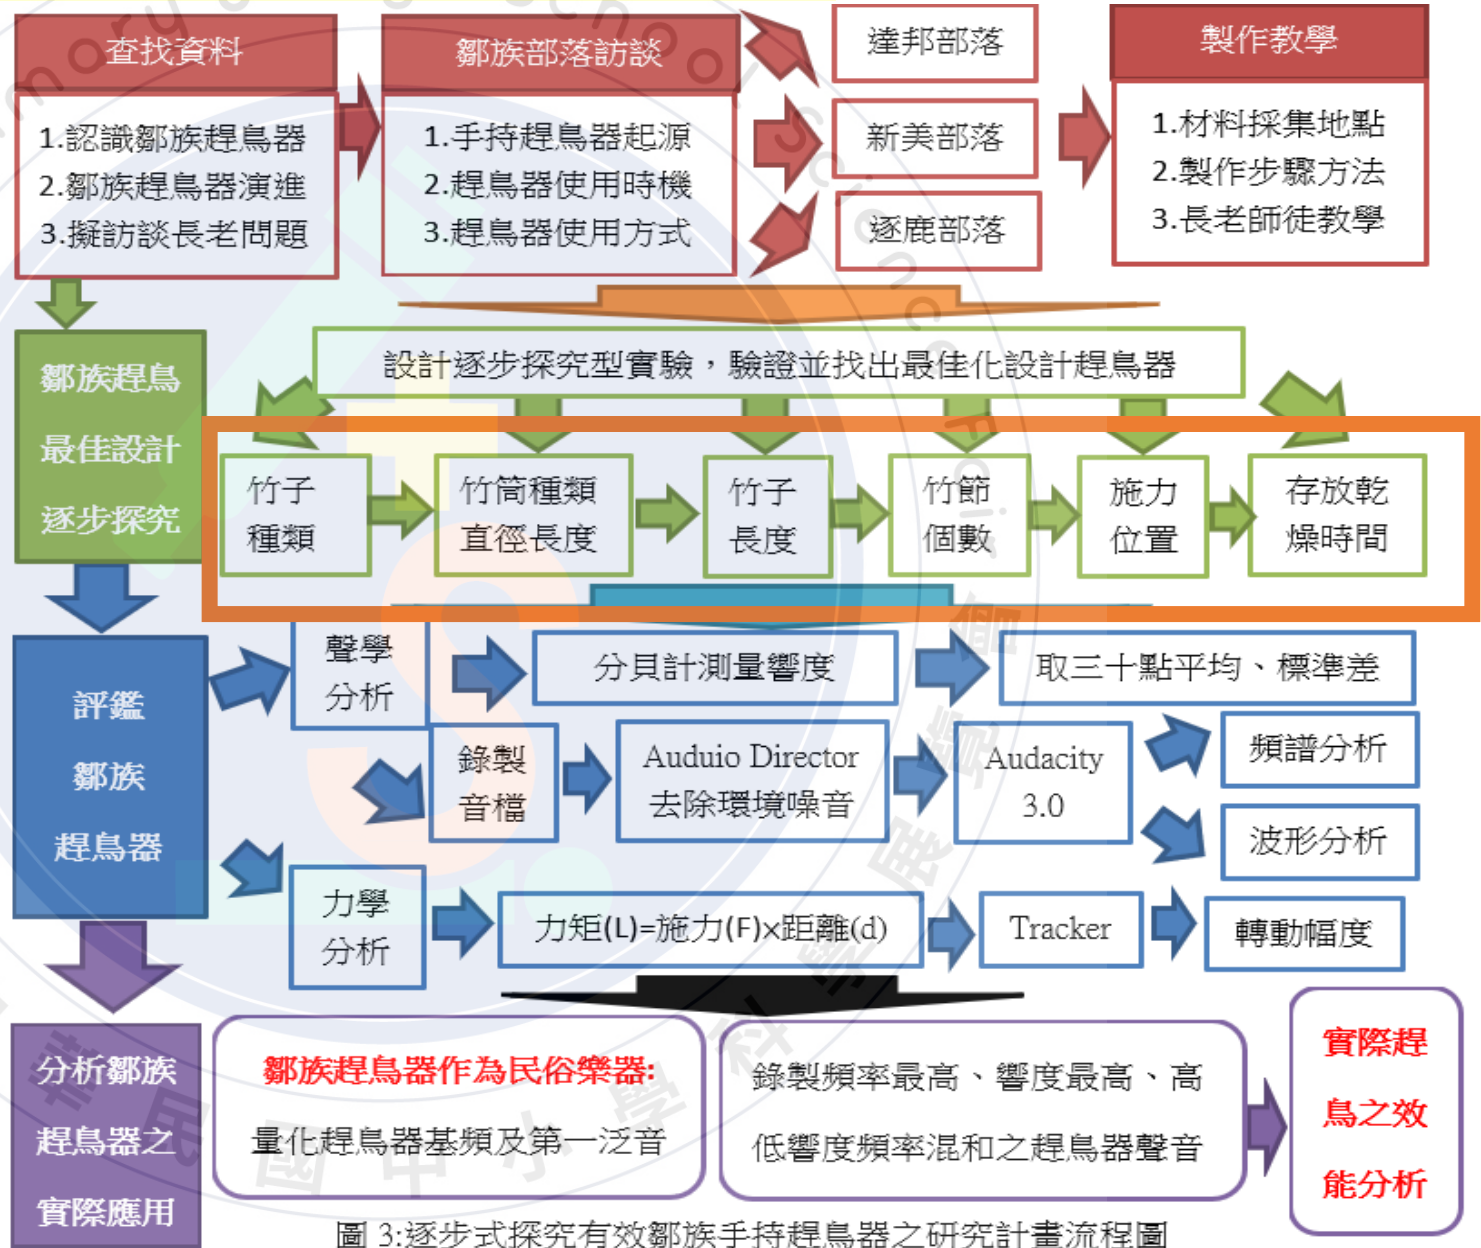 查找資料
1.認識鄒族趕鳥器
2.鄒族趕鳥器演進
3.擬訪談長老問題
鄒族部落訪談
1.手持趕鳥器起源
2.趕鳥器使用時機
3.趕鳥器使用方式
達邦部落
新美部落
逐鹿部落
製作教學
1.材料採集地點
2.製作步驟方法
3.長老師徒教學
鄒族趕鳥
最佳設計
逐步探究
設計逐步探究型實驗，驗證並找出最佳化設計趕鳥器
竹子
種類
竹筒種類
直徑長度
竹子
長度
竹節
個數
施力
位置
存放乾
燥時間
評鑑
鄒族
趕鳥器
聲學
分析
分貝計測量響度
取三十點平均、標準差
錄製
音檔
Auduio Director
去除環境噪音
Audacity
3.0
頻譜分析
波形分析
力學
分析
力矩(L)=施力(F)×距離(d)
Tracker
轉動幅度
分析鄒族
趕鳥器之
實際應用
鄒族趕鳥器作為民俗樂器:
量化趕鳥器基頻及第一泛音
錄製頻率最高、響度最高、高
低響度頻率混和之趕鳥器聲音
實際趕
鳥之效
能分析
圖 3:逐步式探究有效鄒族手持趕鳥器之研究計畫流程圖